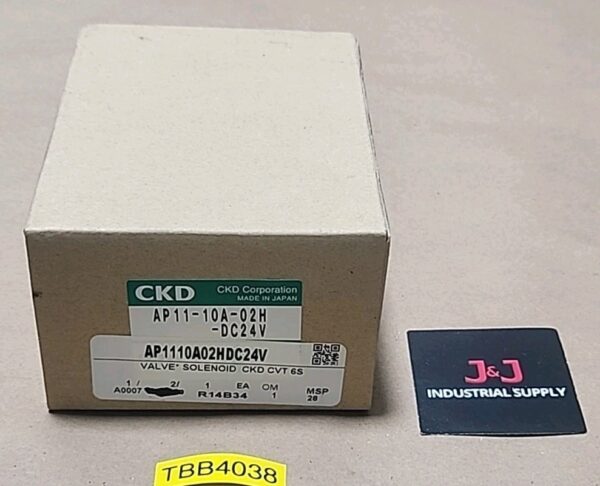 CKD CKD Corporation
MADE IN JAPAN
AP11-10A-02H
-DC24V
AP1110A02HDC24V
VALVE* SOLENOID CKD CVT 6S
1/ 2/ 1 EA OM MSP
A0007 R14B34 1 28
J&J
INDUSTRIAL SUPPLY
TBB4038